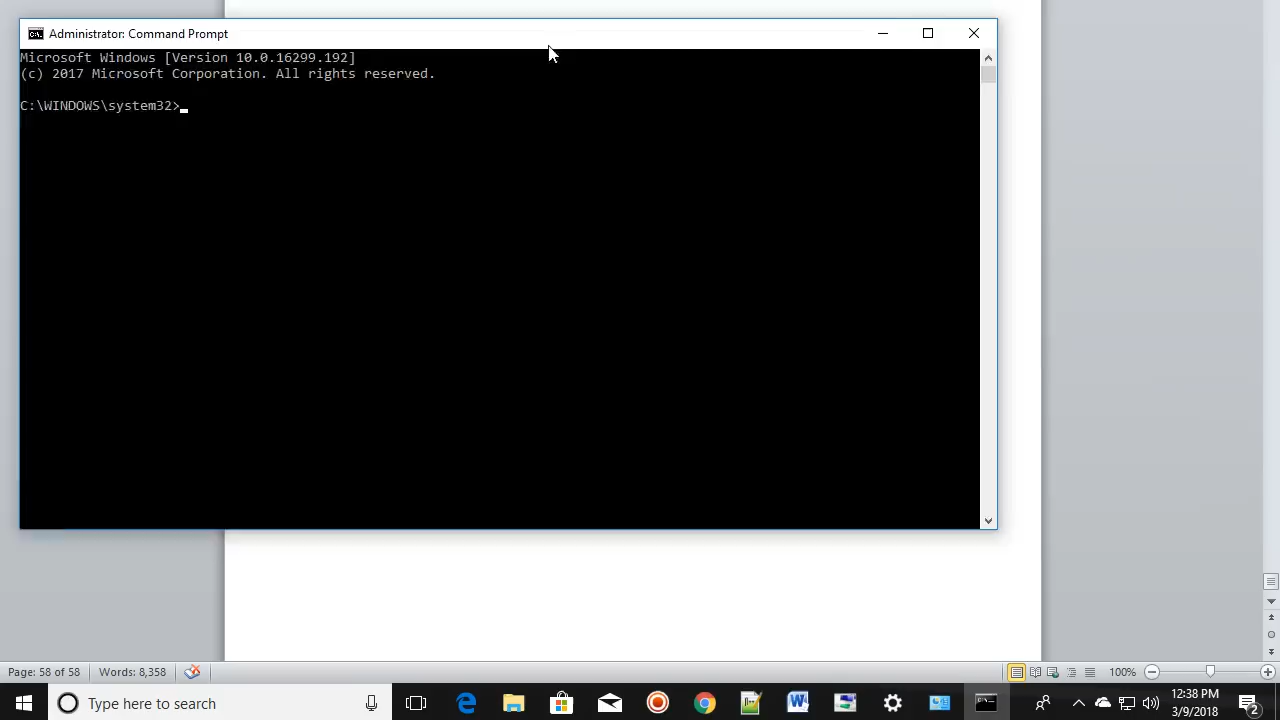 Administrator: Command Prompt
Microsoft Windows [Version 10.0.16299.192]
(c) 2017 Microsoft Corporation. All rights reserved.
C:\WINDOWS\system32>
Page: 58 of 58
Words: 8,358
100%
Type here to search
12:38 PM
3/9/2018
2